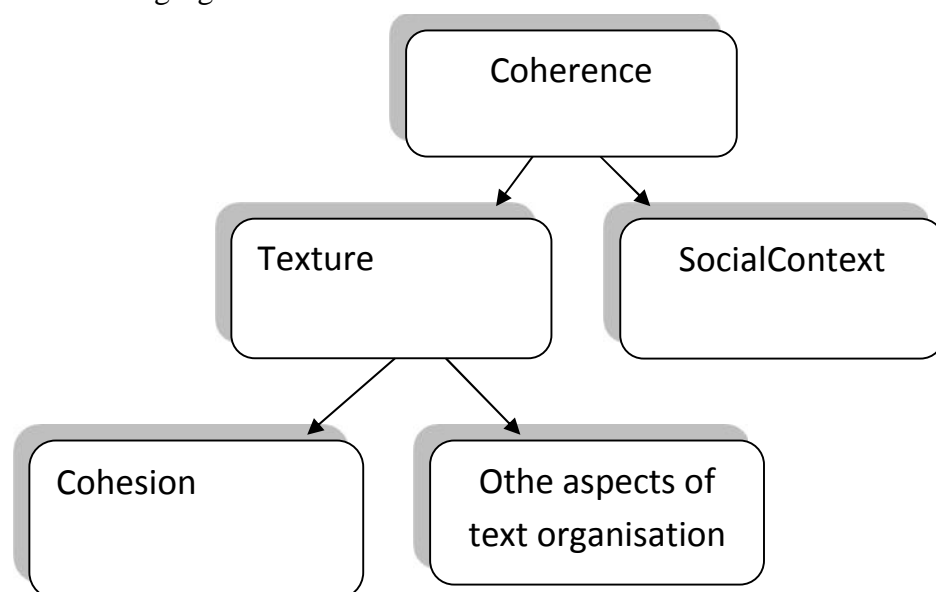 Coherence
Texture
SocialContext
Cohesion
Othe aspects of
text organisation